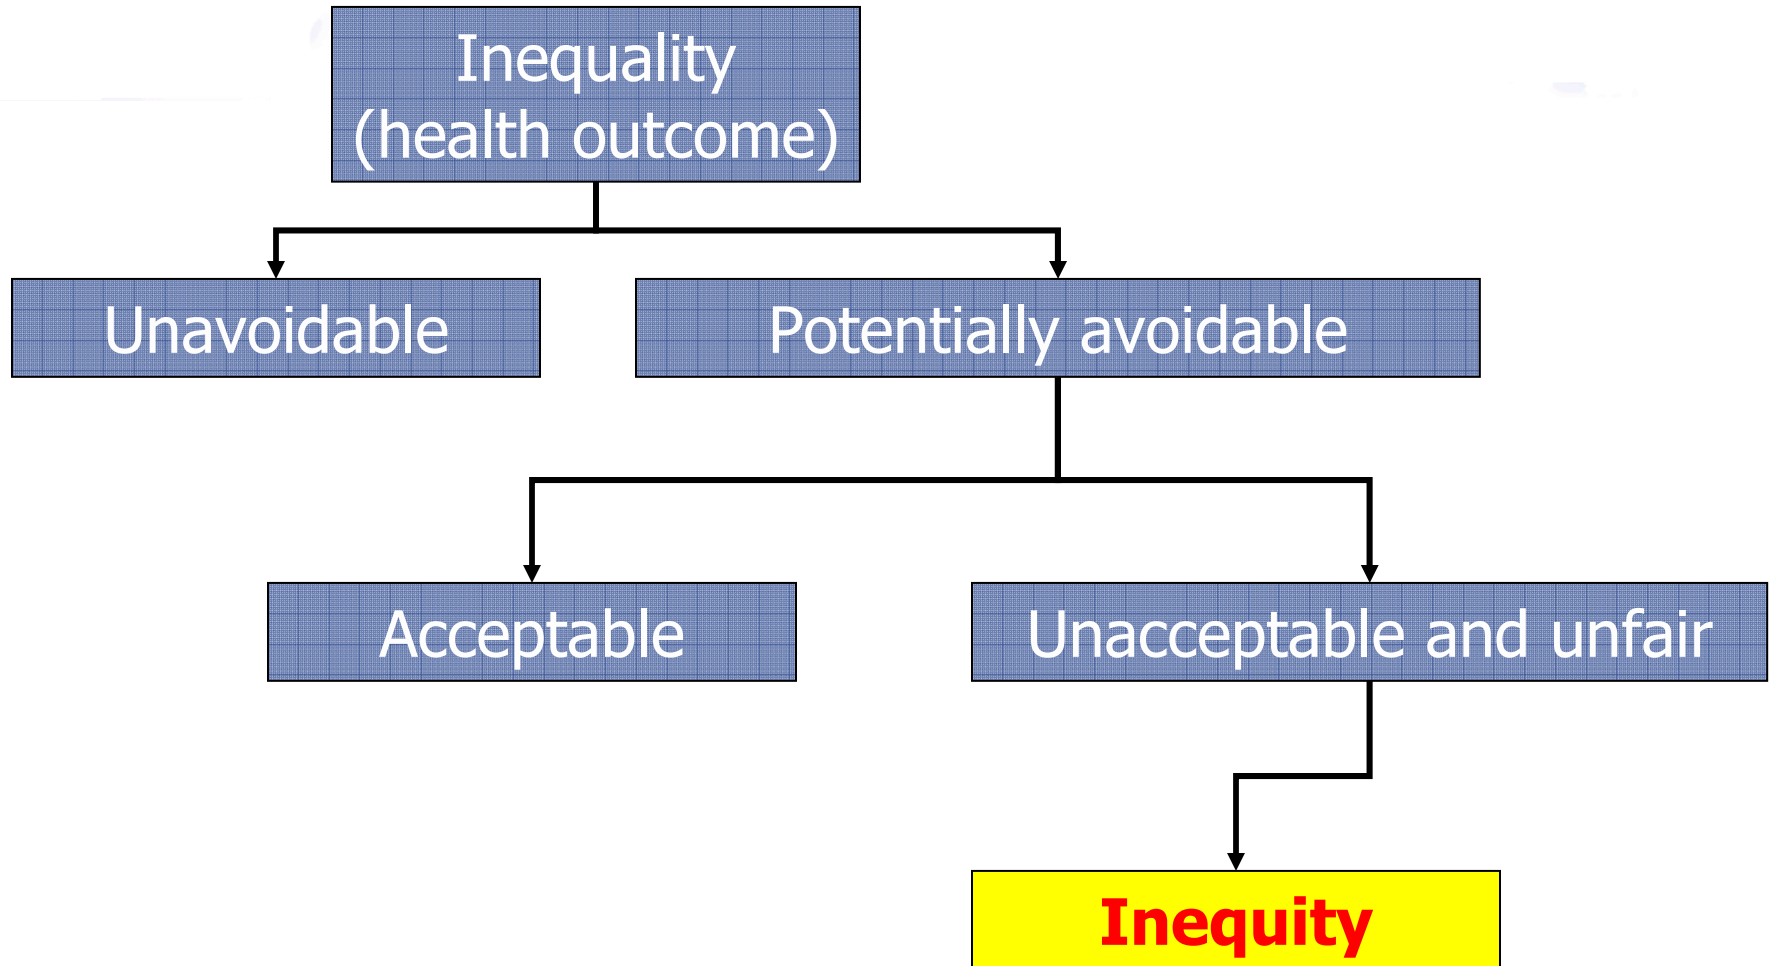 Inequality
(health outcome)
Unavoidable
Potentially avoidable
Acceptable
Unacceptable and unfair
Inequity